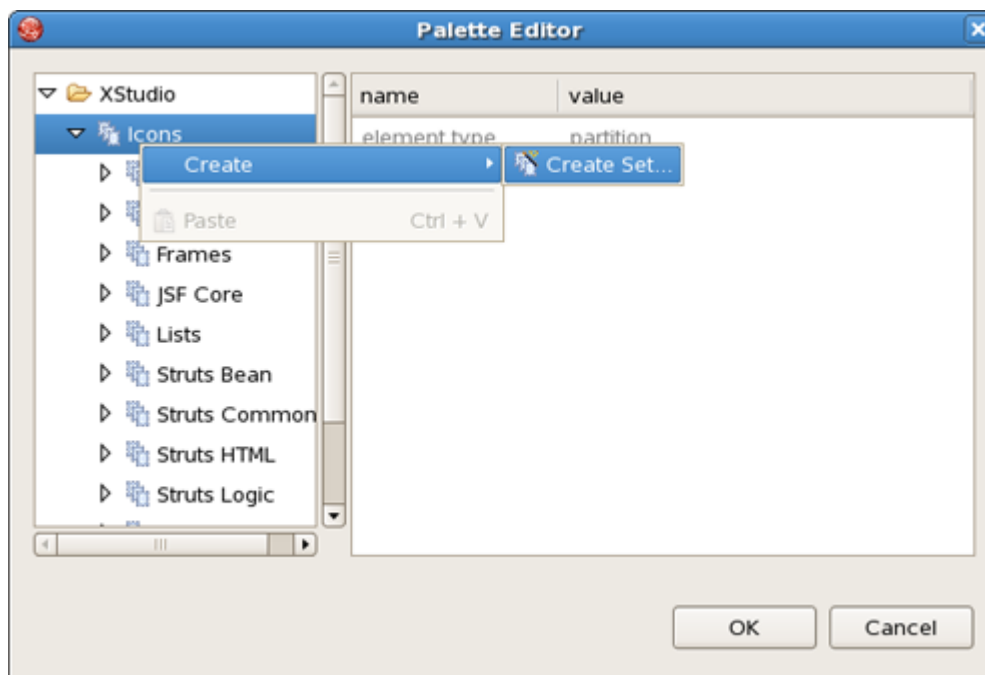 Palette Editor
XStudio
name value
Icons
element type partition
Create
Create Set...
Paste Ctrl + V
Frames
JSF Core
Lists
Struts Bean
Struts Common
Struts HTML
Struts Logic
OK Cancel